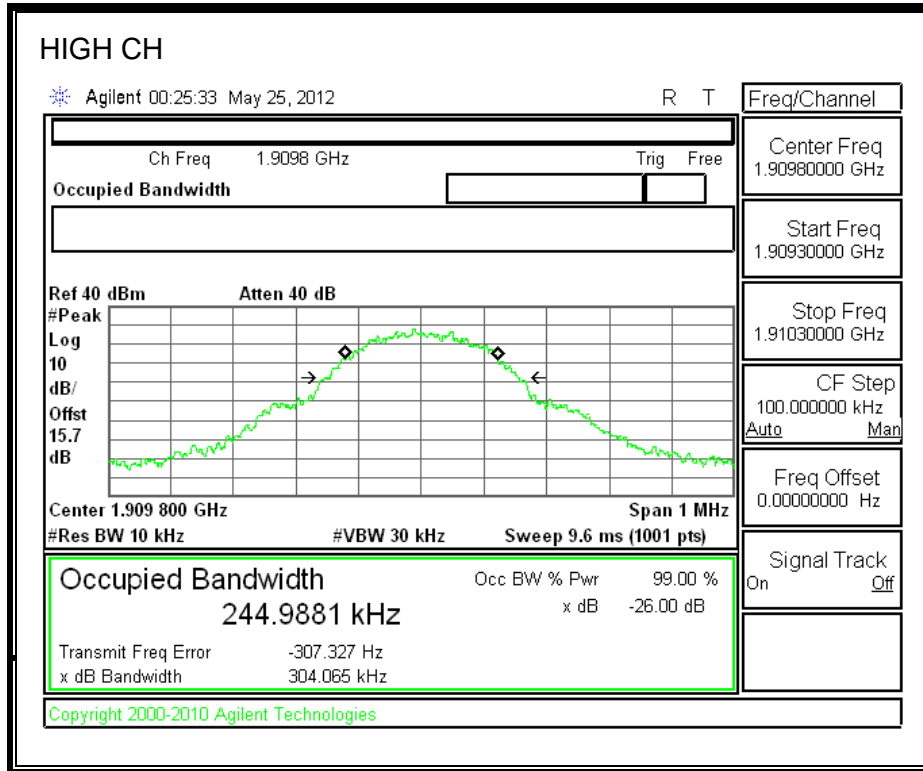 HIGH CH
Agilent 00:25:33 May 25, 2012 R T
Ch Freq 1.9098 GHz Trig Free
Occupied Bandwidth
Ref 40 dBm Atten 40 dB
#Peak
Log
10
dB/
Offst
15.7
dB
Center 1.909 800 GHz Span 1 MHz
#Res BW 10 kHz #VBW 30 kHz Sweep 9.6 ms (1001 pts)
Occupied Bandwidth Occ BW % Pwr 99.00 %
244.9881 kHz x dB -26.00 dB
Transmit Freq Error -307.327 Hz
x dB Bandwidth 304.065 kHz
Copyright 2000-2010 Agilent Technologies
Freq/Channel
Center Freq
1.90980000 GHz
Start Freq
1.90930000 GHz
Stop Freq
1.91030000 GHz
CF Step
100.000000 kHz
Auto Man
Freq Offset
0.00000000 Hz
Signal Track
On Off